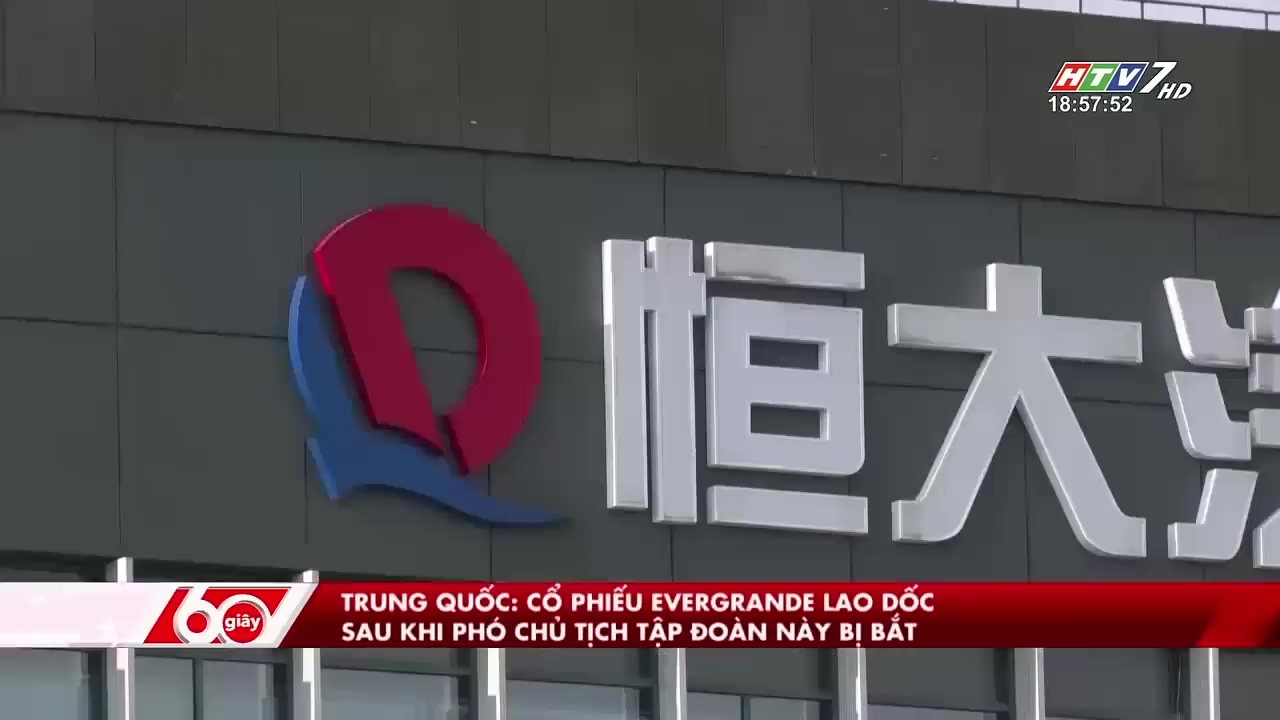 HTV7 HD
18:57:52
恒大
60 giây
TRUNG QUỐC: CỔ PHIẾU EVERGRANDE LAO DỐC
SAU KHI PHÓ CHỦ TỊCH TẬP ĐOÀN NÀY BỊ BẮT